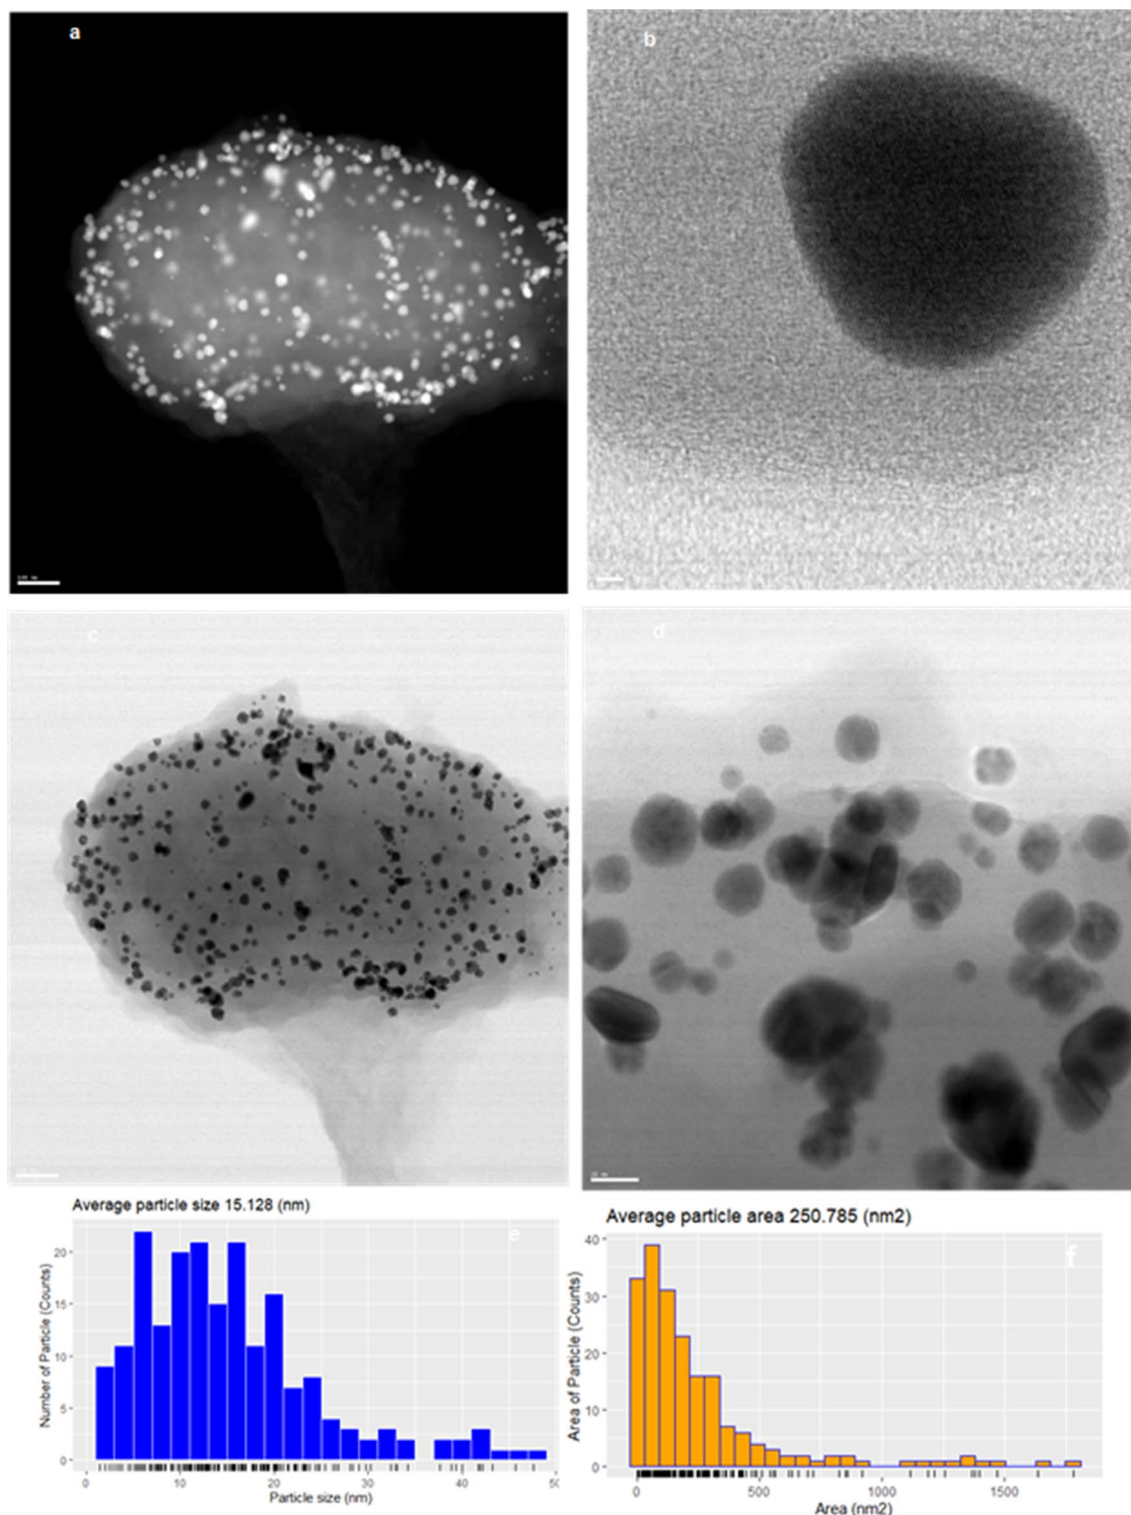 a
b
c
d
Average particle size 15.128 (nm)
e
Number of Particle (Counts)
20
15
10
5
0
0
10
20
30
40
50
Particle size (nm)
Average particle area 250.785 (nm2)
f
Area of Particle (Counts)
40
30
20
10
0
0
500
1000
1500
Area (nm2)